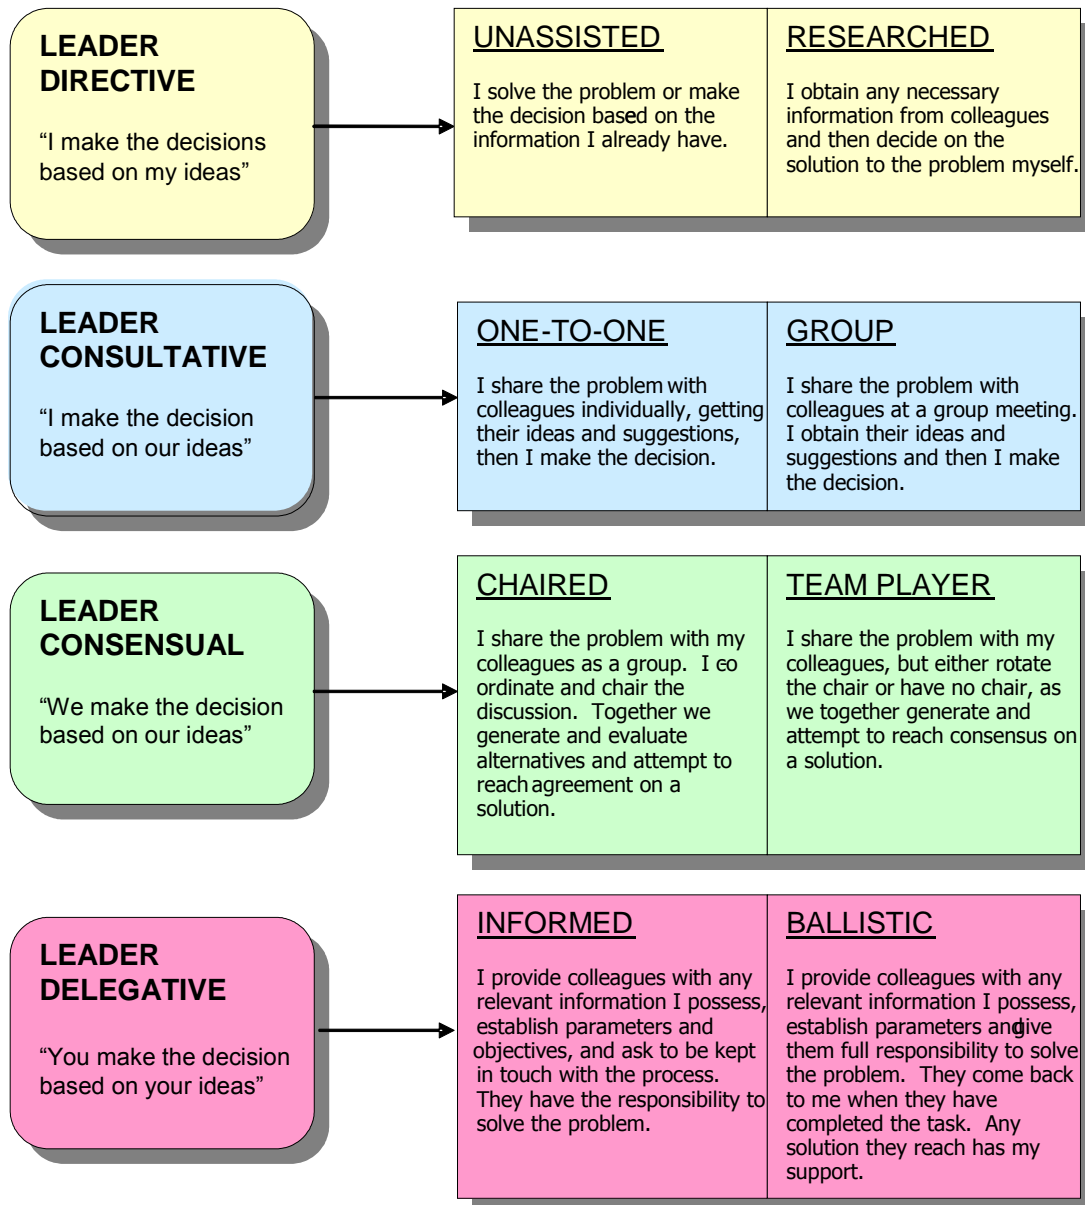 LEADER
DIRECTIVE
“I make the decisions
based on my ideas”
UNASSISTED
I solve the problem or make
the decision based on the
information I already have.
RESEARCHED
I obtain any necessary
information from colleagues
and then decide on the
solution to the problem myself.
LEADER
CONSULTATIVE
“I make the decision
based on our ideas”
ONE-TO-ONE
I share the problem with
colleagues individually, getting
their ideas and suggestions,
then I make the decision.
GROUP
I share the problem with
colleagues at a group meeting.
I obtain their ideas and
suggestions and then I make
the decision.
LEADER
CONSENSUAL
“We make the decision
based on our ideas”
CHAIRED
I share the problem with my
colleagues as a group.  I co
ordinate and chair the
discussion.  Together we
generate and evaluate
alternatives and attempt to
reach agreement on a
solution.
TEAM PLAYER
I share the problem with my
colleagues, but either rotate
the chair or have no chair, as
we together generate and
attempt to reach consensus on
a solution.
LEADER
DELEGATIVE
“You make the decision
based on your ideas”
INFORMED
I provide colleagues with any
relevant information I possess,
establish parameters and
objectives, and ask to be kept
in touch with the process.
They have the responsibility to
solve the problem.
BALLISTIC
I provide colleagues with any
relevant information I possess,
establish parameters and give
them full responsibility to solve
the problem.  They come back
to me when they have
completed the task.  Any
solution they reach has my
support.